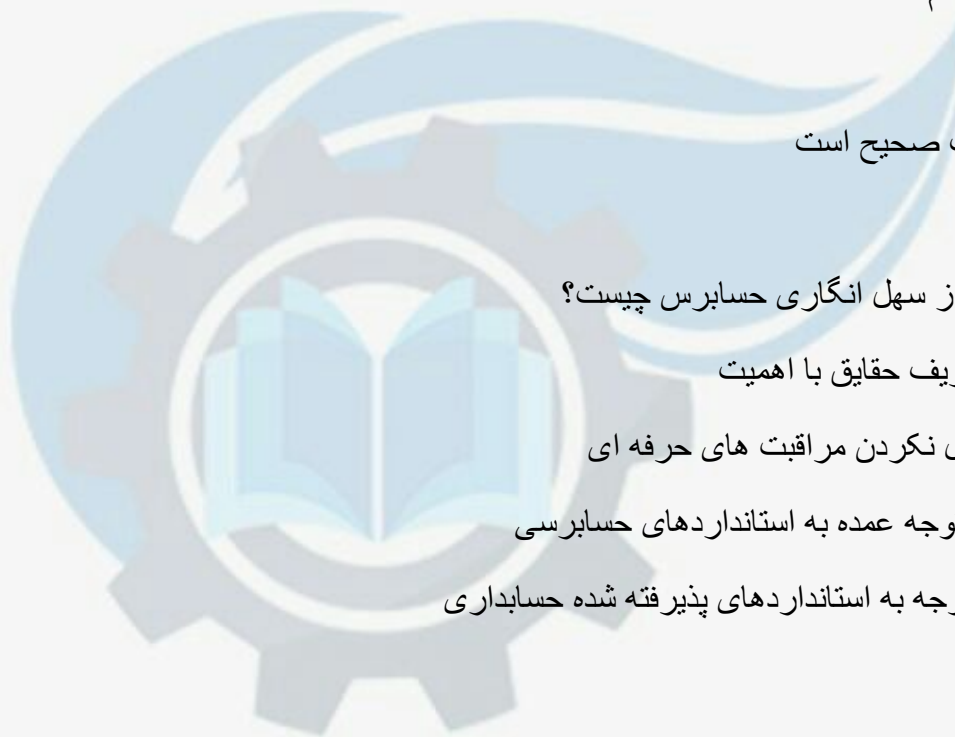 صحیح است
ز سهل انگاری حسابرس چیست؟
یف حقایق با اهمیت
نکردن مراقبت های حرفه ای
وجه عمده به استانداردهای حسابرسی
جه به استانداردهای پذیرفته شده حسابداری